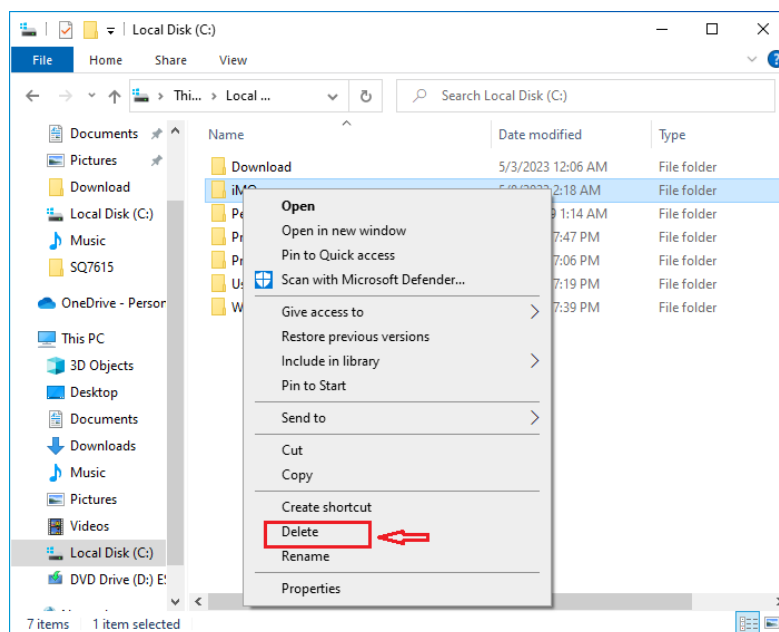 Local Disk (C:)
File Home Share View
Thi... Local ...
Search Local Disk (C:)
Name Date modified Type
Documents
Pictures
Download
Local Disk (C:)
Music
SQ7615
OneDrive - Person
This PC
3D Objects
Desktop
Documents
Downloads
Music
Pictures
Videos
Local Disk (C:)
DVD Drive (D:)
Download 5/3/2023 12:06 AM File folder
2:18 AM File folder
1:14 AM File folder
7:47 PM File folder
7:06 PM File folder
7:19 PM File folder
7:39 PM File folder
Open
Open in new window
Pin to Quick access
Scan with Microsoft Defender...
Give access to
Restore previous versions
Include in library
Pin to Start
Send to
Cut
Copy
Create shortcut
Delete
Rename
Properties
7 items 1 item selected